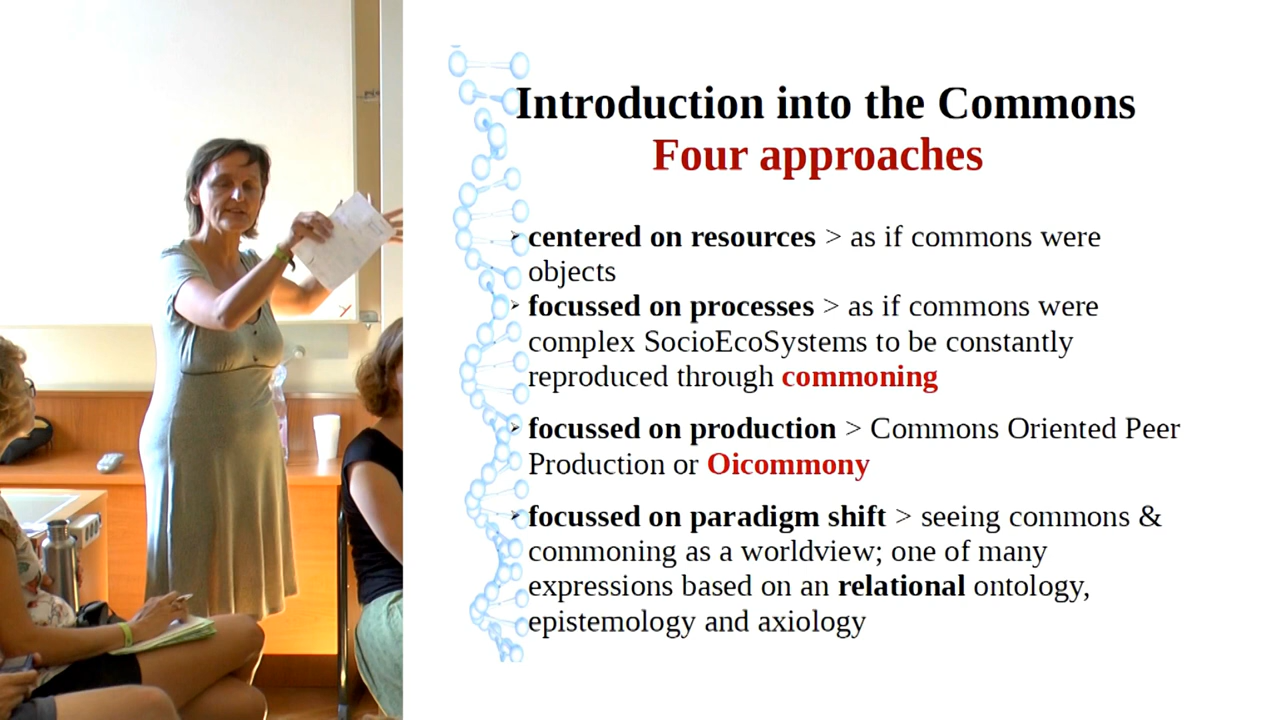 Introduction into the Commons
Four approaches
➢centered on resources > as if commons were
objects
➢focussed on processes > as if commons were
complex SocioEcoSystems to be constantly
reproduced through commoning
➢focussed on production > Commons Oriented Peer
Production or Oicommony
➢focussed on paradigm shift > seeing commons &
commoning as a worldview; one of many
expressions based on an relational ontology,
epistemology and axiology